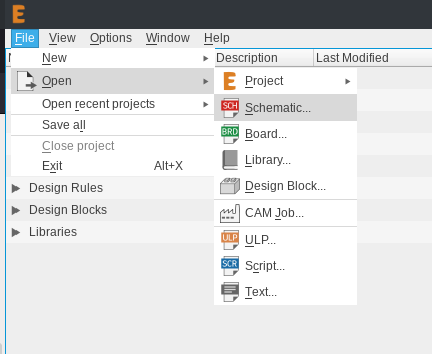 E
File View Options Window Help
Description Last Modified
New
Open
Open recent projects
Save all
Close project
Exit Alt+X
Design Rules
Design Blocks
Libraries
E Project
SCH Schematic...
BRD Board...
Library...
Design Block...
CAM Job...
ULP ULP...
SCR Script...
Text...